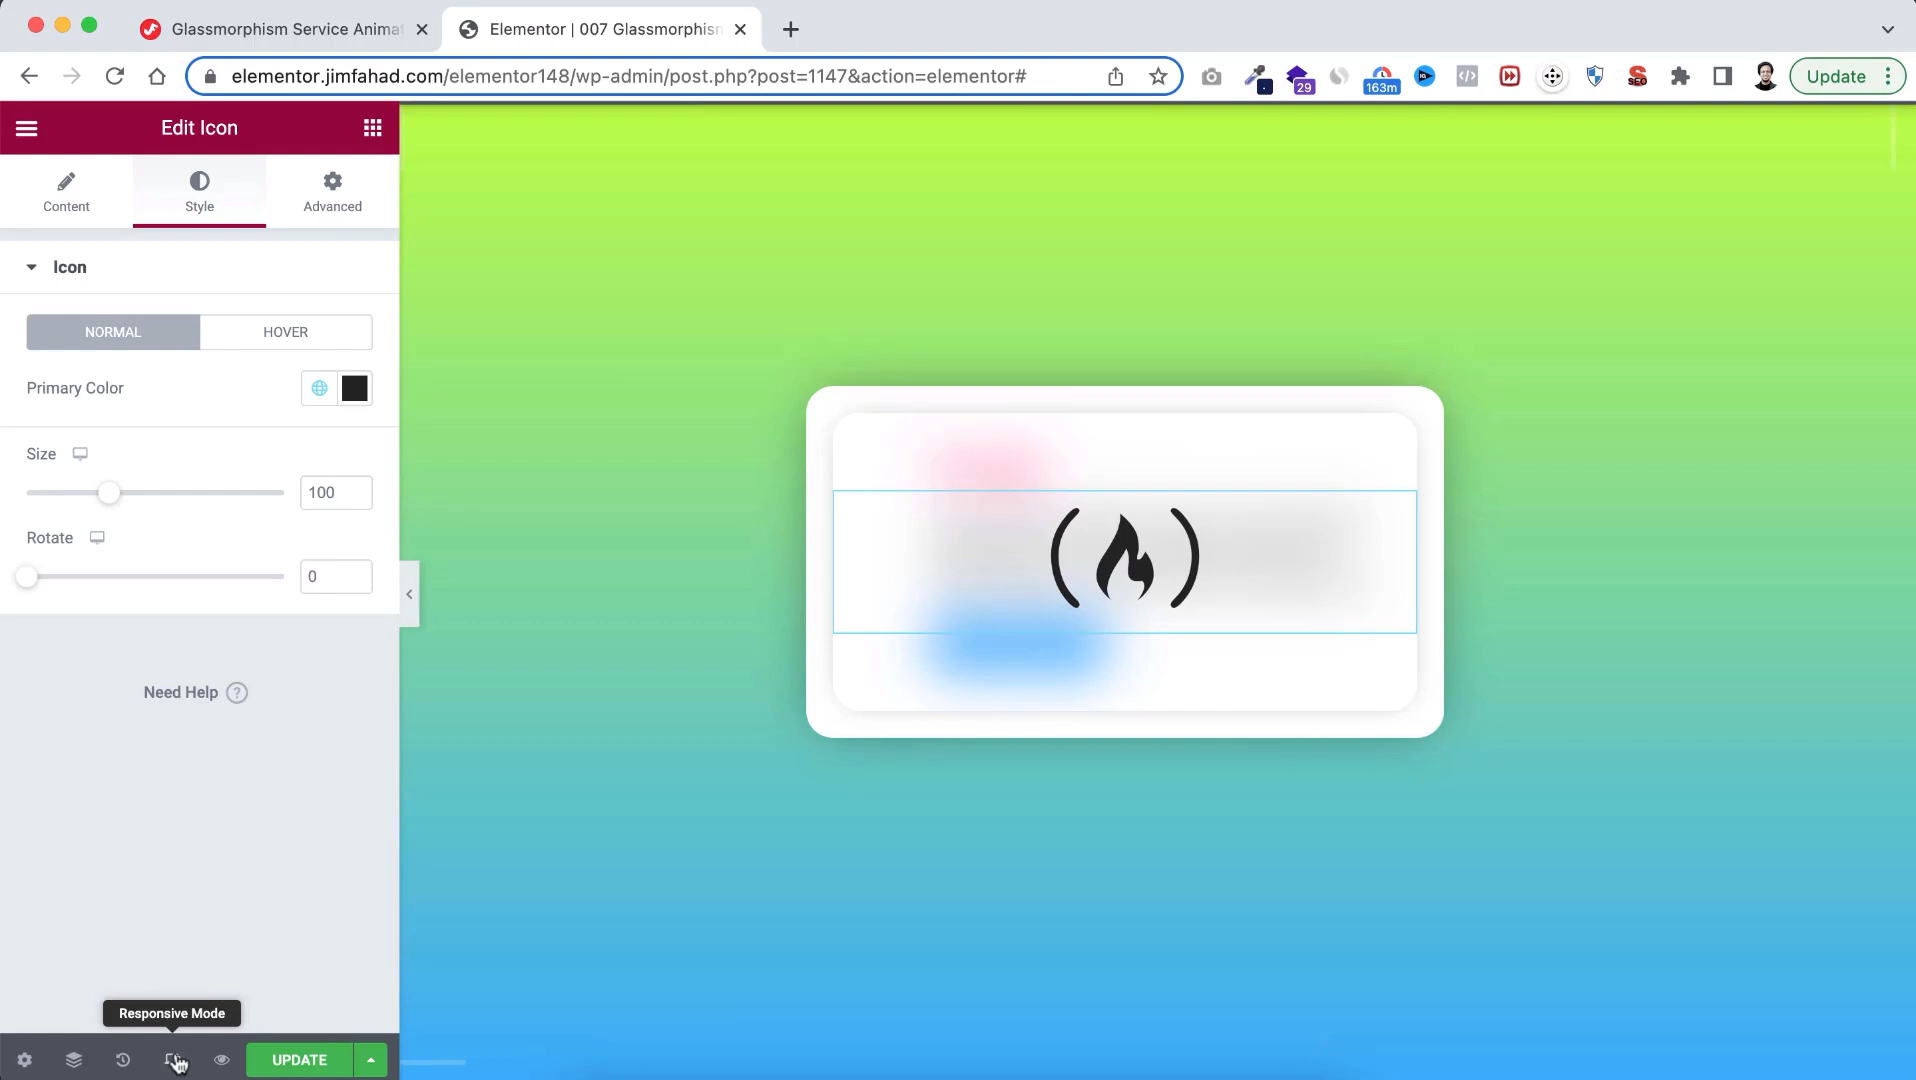 Glassmorphism Service Animat
Elementor | 007 Glassmorphism
elementor.jimfahad.com/elementor148/wp-admin/post.php?post=1147&action=elementor#
29
163m
SEO
Update
Edit Icon
Content
Style
Advanced
Icon
NORMAL
HOVER
Primary Color
Size
100
Rotate
0
Need Help ?
Responsive Mode
UPDATE